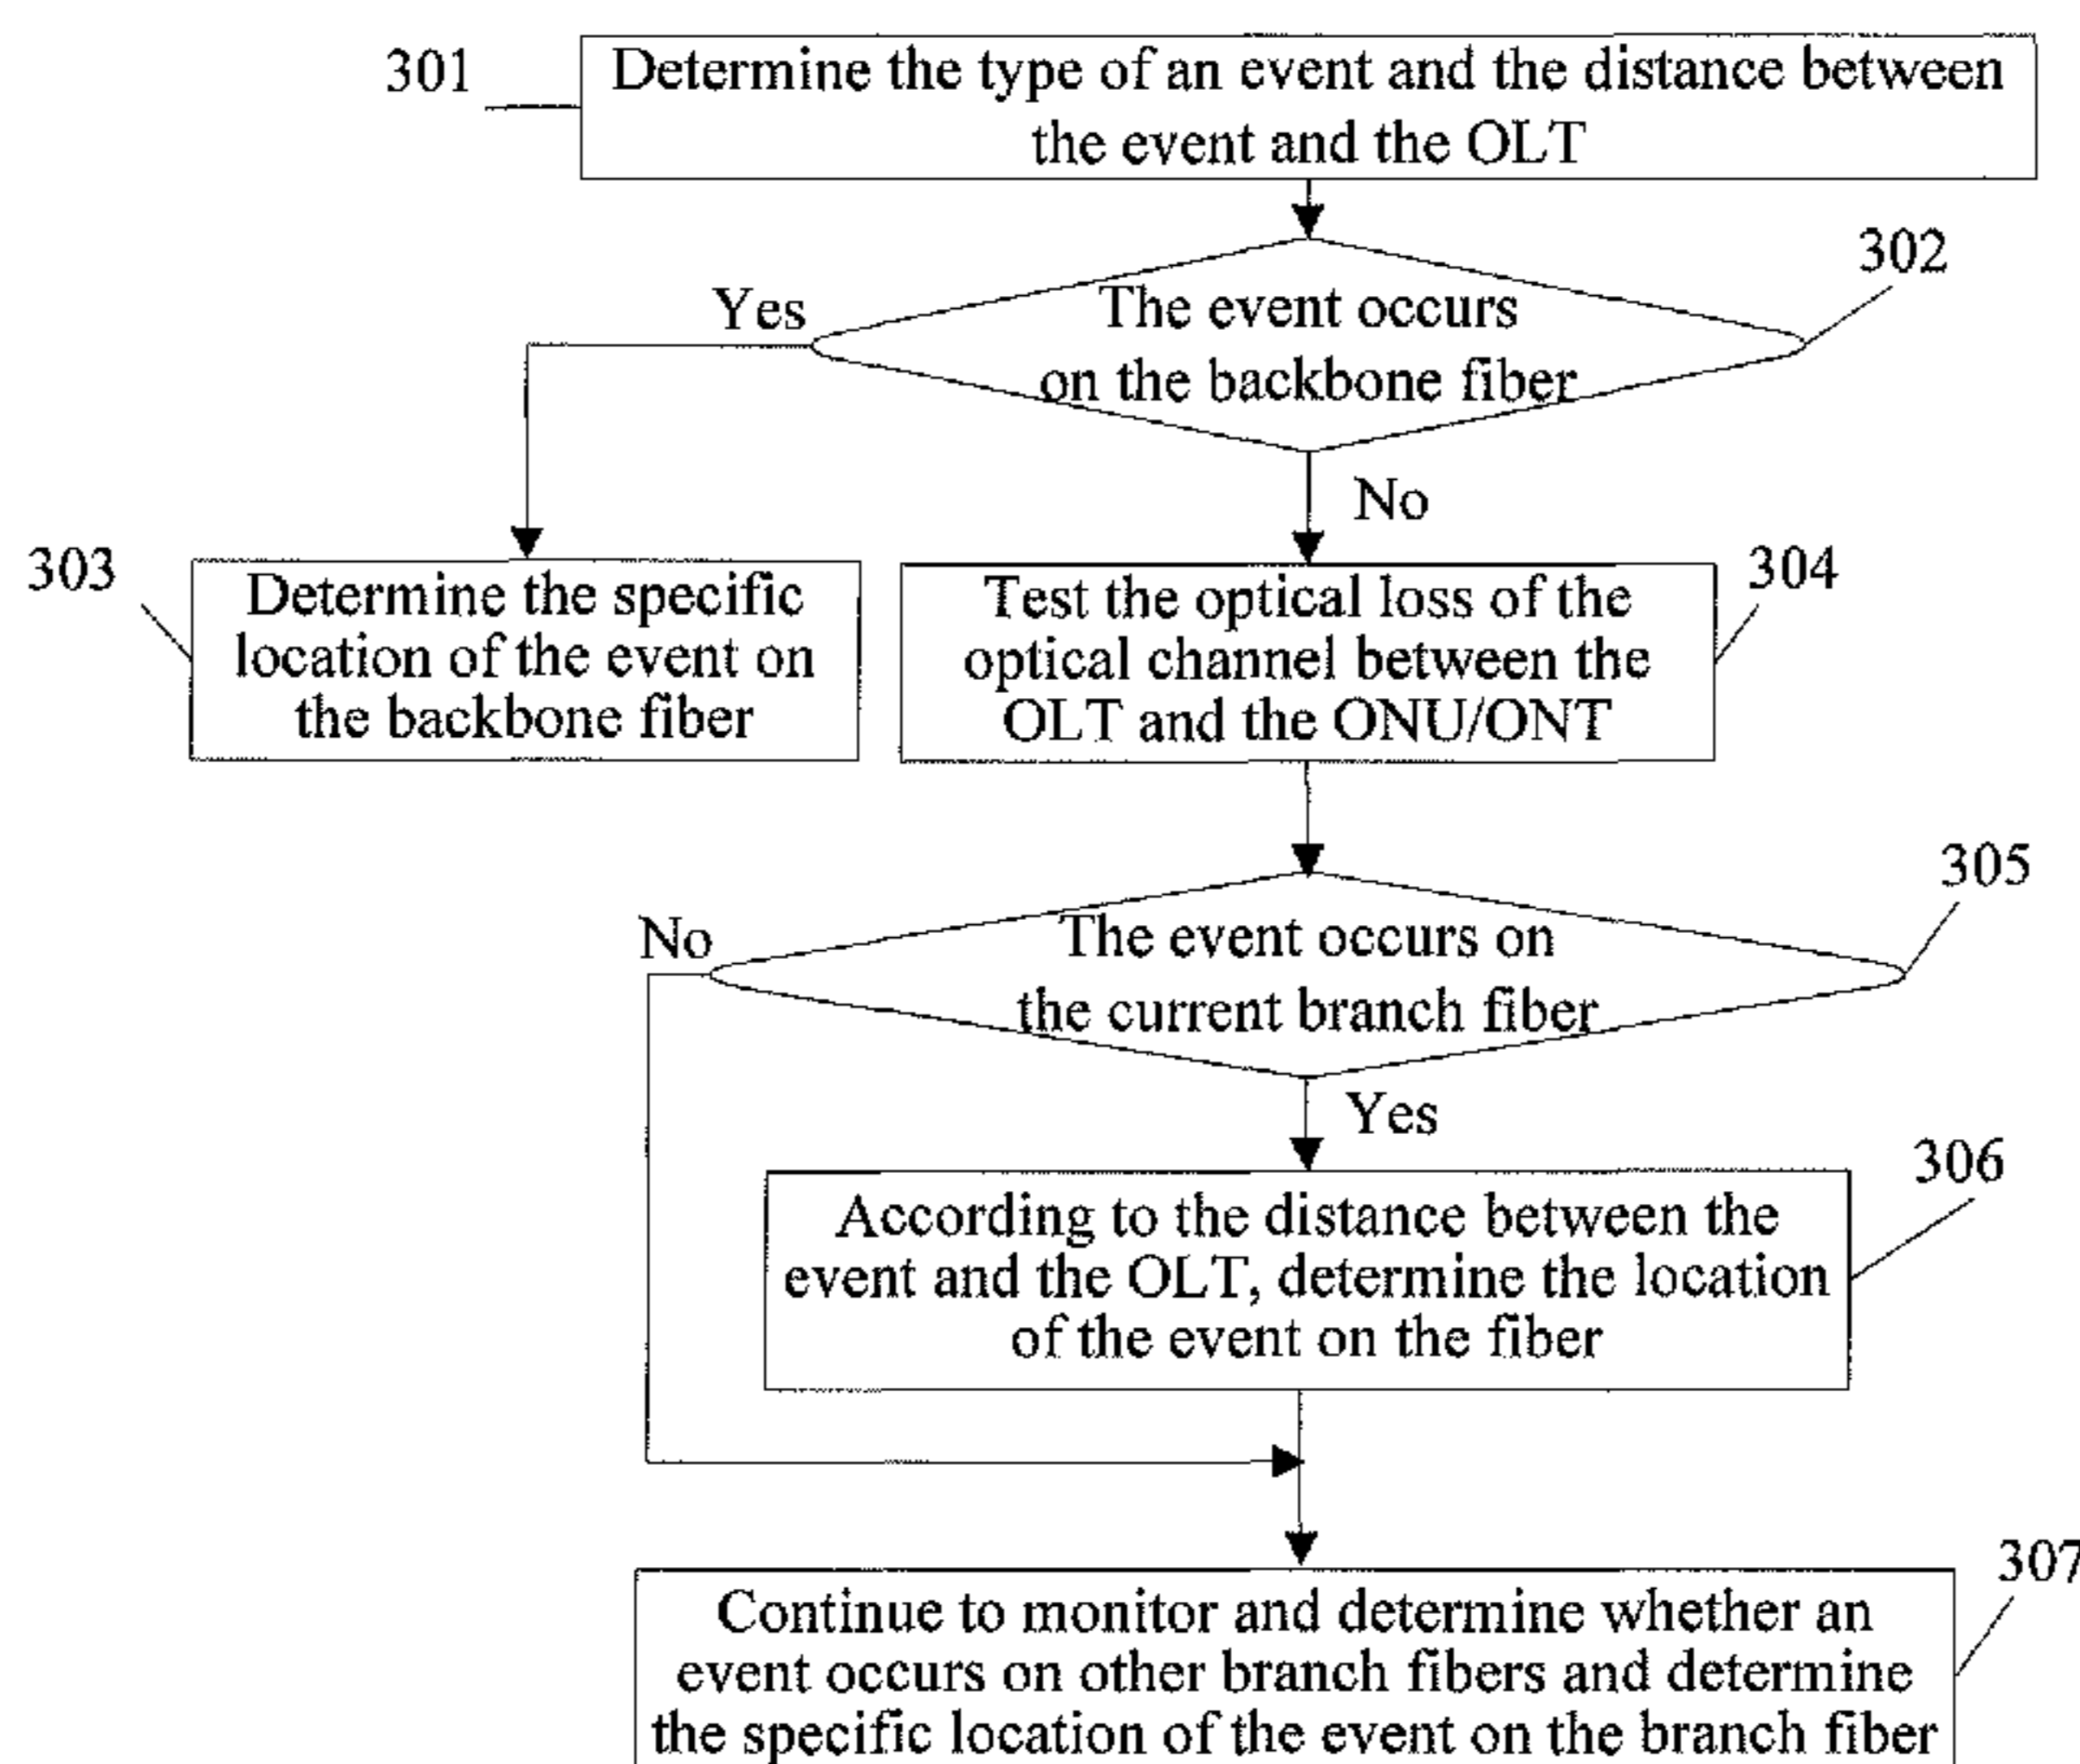 301
Determine the type of an event and the distance between
the event and the OLT
302
Yes
The event occurs
on the backbone fiber
No
303
Determine the specific
location of the event on
the backbone fiber
304
Test the optical loss of the
optical channel between the
OLT and the ONU/ONT
305
No
The event occurs on
the current branch fiber
Yes
306
According to the distance between the
event and the OLT, determine the location
of the event on the fiber
307
Continue to monitor and determine whether an
event occurs on other branch fibers and determine
the specific location of the event on the branch fiber